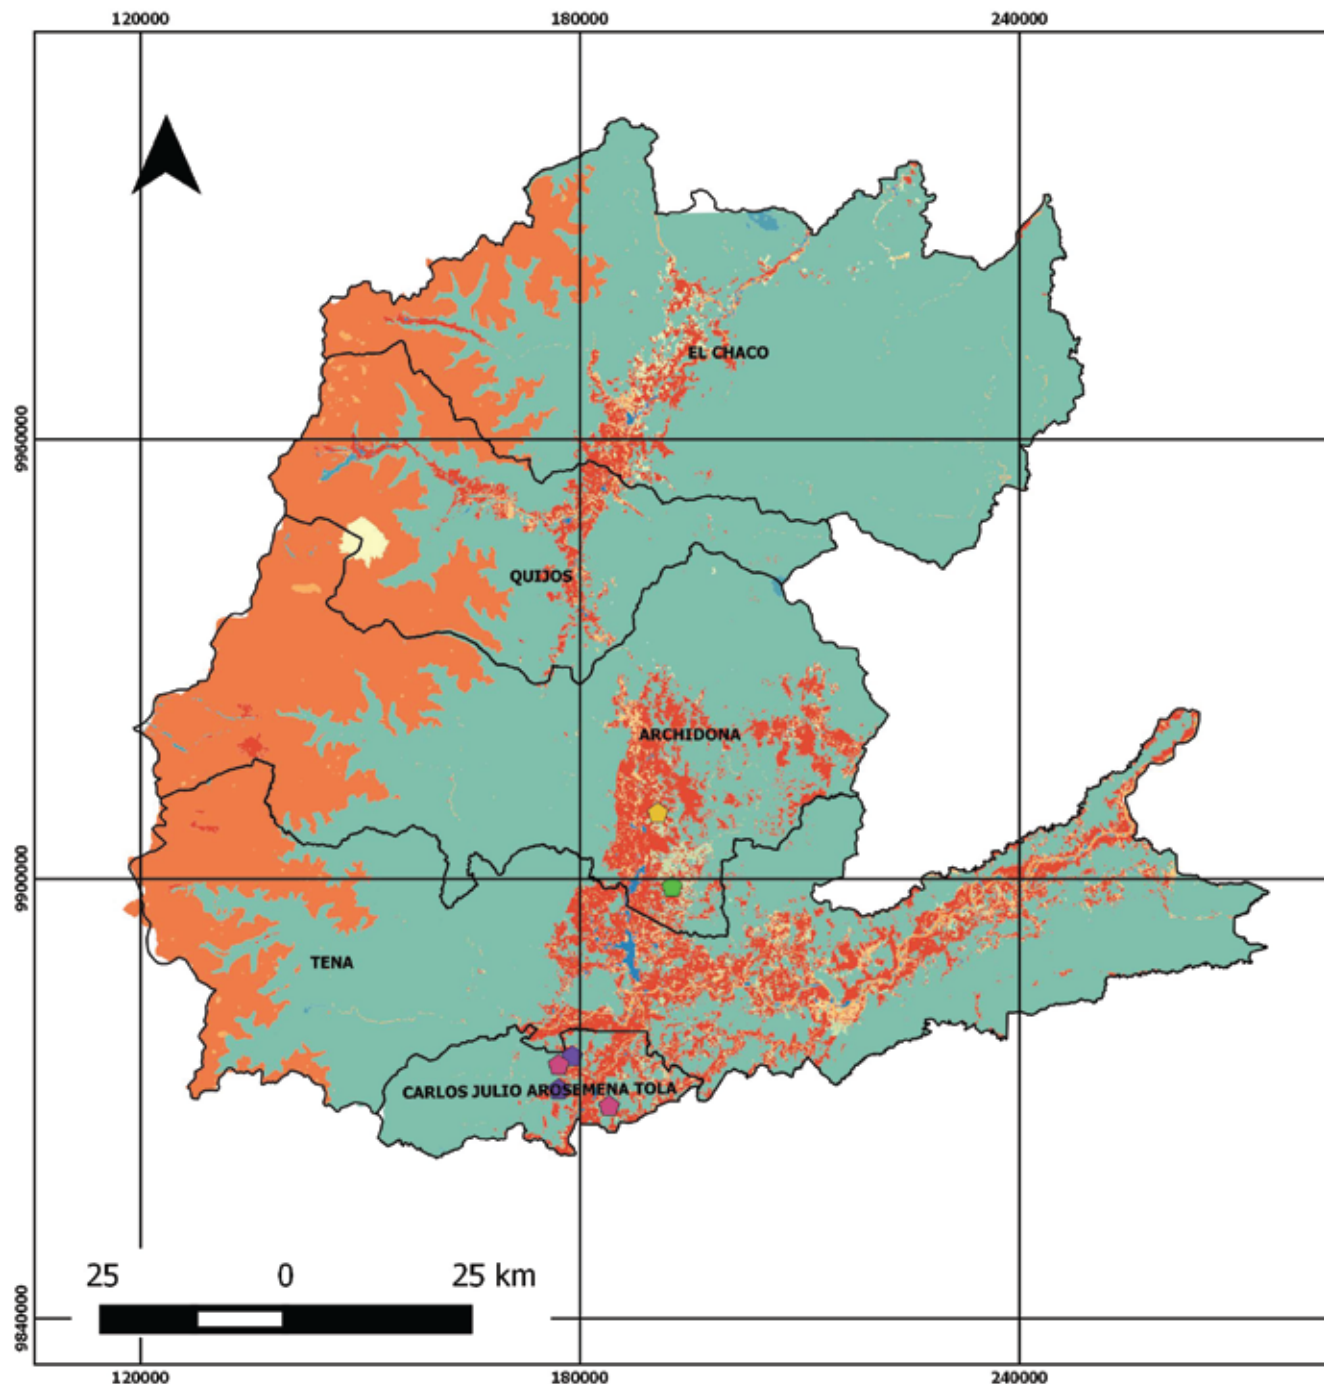 120000 180000 240000
EL CHACO
9960000
QUIJOS
ARCHIDONA
9900000
TENA
CARLOS JULIO AROSEMENA TOLA
25 0 25 km
9840000
120000 180000 240000